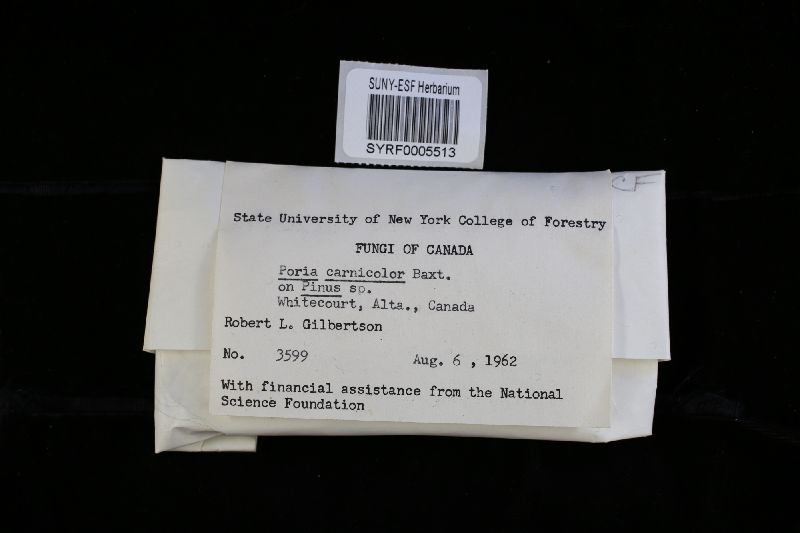 SUNY-ESF Herbarium
SYRF0005513
CF
State University of New York College of Forestry
FUNGI OF CANADA
Poria carnicolor Baxt.
on Pinus sp.
Whitecourt, Alta., Canada
Robert L. Gilbertson
No. 3599 Aug. 6 , 1962
With financial assistance from the National
Science Foundation